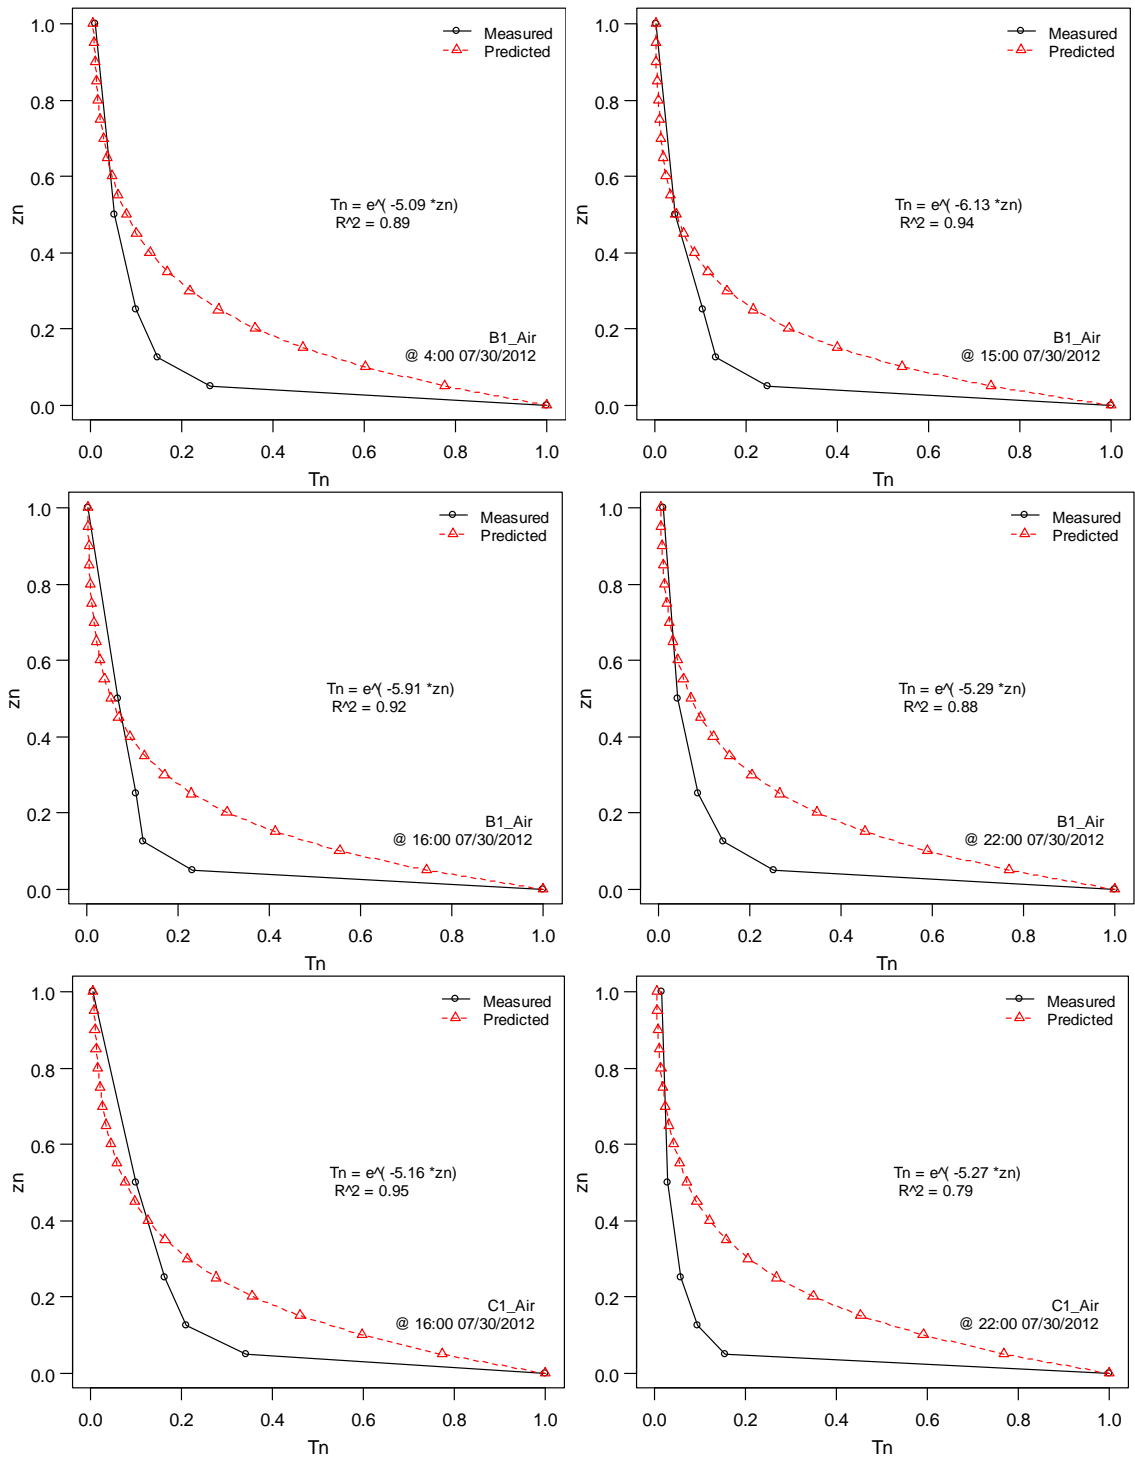 1.0
0.8
0.6
0.4
0.2
0.0
zn
Measured
Predicted
Tn = e^( -5.09 *zn)
R^2 = 0.89
B1_Air
@ 4:00 07/30/2012
0.0 0.2 0.4 0.6 0.8 1.0
Tn
1.0
0.8
0.6
0.4
0.2
0.0
zn
Measured
Predicted
Tn = e^( -6.13 *zn)
R^2 = 0.94
B1_Air
@ 15:00 07/30/2012
0.0 0.2 0.4 0.6 0.8 1.0
Tn
1.0
0.8
0.6
0.4
0.2
0.0
zn
Measured
Predicted
Tn = e^( -5.91 *zn)
R^2 = 0.92
B1_Air
@ 16:00 07/30/2012
0.0 0.2 0.4 0.6 0.8 1.0
Tn
1.0
0.8
0.6
0.4
0.2
0.0
zn
Measured
Predicted
Tn = e^( -5.29 *zn)
R^2 = 0.88
B1_Air
@ 22:00 07/30/2012
0.0 0.2 0.4 0.6 0.8 1.0
Tn
1.0
0.8
0.6
0.4
0.2
0.0
zn
Measured
Predicted
Tn = e^( -5.16 *zn)
R^2 = 0.95
C1_Air
@ 16:00 07/30/2012
0.0 0.2 0.4 0.6 0.8 1.0
Tn
1.0
0.8
0.6
0.4
0.2
0.0
zn
Measured
Predicted
Tn = e^( -5.27 *zn)
R^2 = 0.79
C1_Air
@ 22:00 07/30/2012
0.0 0.2 0.4 0.6 0.8 1.0
Tn